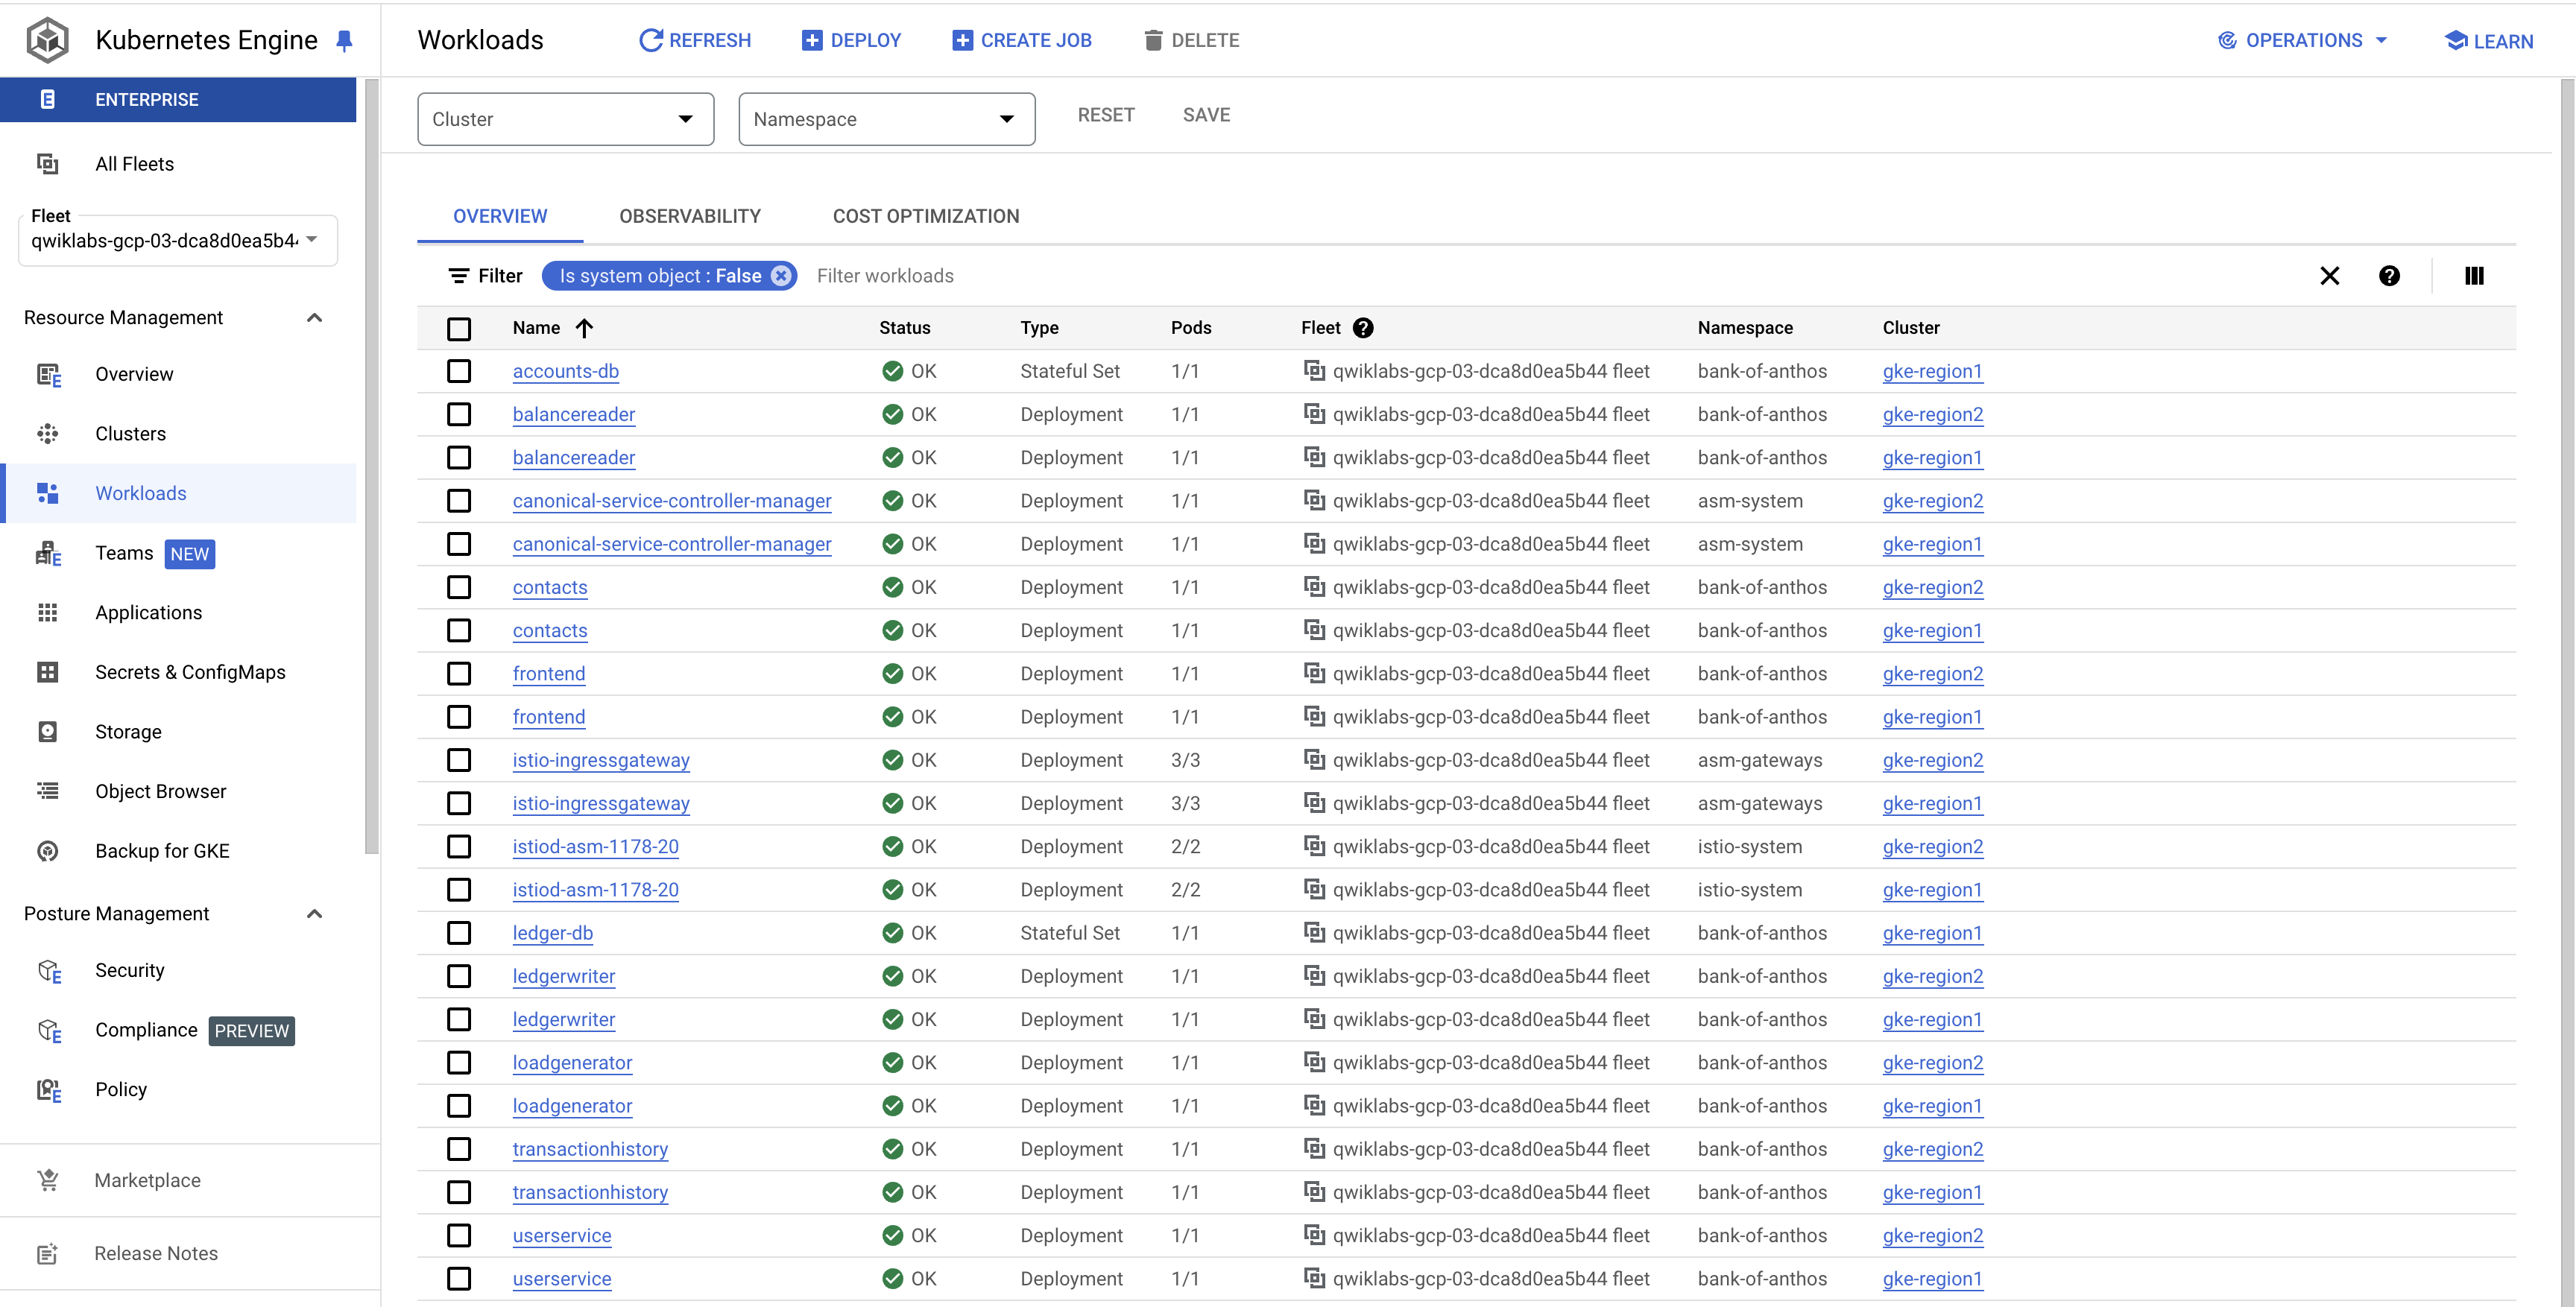 Kubernetes Engine
Workloads
REFRESH
DEPLOY
CREATE JOB
DELETE
OPERATIONS
LEARN
E ENTERPRISE
All Fleets
Fleet
qwiklabs-gcp-03-dca8d0ea5b4
Resource Management
Overview
Clusters
Workloads
Teams NEW
Applications
Secrets & ConfigMaps
Storage
Object Browser
Backup for GKE
Posture Management
Security
Compliance PREVIEW
Policy
Marketplace
Release Notes
Cluster
Namespace
RESET
SAVE
OVERVIEW
OBSERVABILITY
COST OPTIMIZATION
Filter Is system object : False Filter workloads
Name Status Type Pods Fleet Namespace Cluster
accounts-db OK Stateful Set 1/1 qwiklabs-gcp-03-dca8d0ea5b44 fleet bank-of-anthos gke-region1
balancereader OK Deployment 1/1 qwiklabs-gcp-03-dca8d0ea5b44 fleet bank-of-anthos gke-region2
balancereader OK Deployment 1/1 qwiklabs-gcp-03-dca8d0ea5b44 fleet bank-of-anthos gke-region1
canonical-service-controller-manager OK Deployment 1/1 qwiklabs-gcp-03-dca8d0ea5b44 fleet asm-system gke-region2
canonical-service-controller-manager OK Deployment 1/1 qwiklabs-gcp-03-dca8d0ea5b44 fleet asm-system gke-region1
contacts OK Deployment 1/1 qwiklabs-gcp-03-dca8d0ea5b44 fleet bank-of-anthos gke-region2
contacts OK Deployment 1/1 qwiklabs-gcp-03-dca8d0ea5b44 fleet bank-of-anthos gke-region1
frontend OK Deployment 1/1 qwiklabs-gcp-03-dca8d0ea5b44 fleet bank-of-anthos gke-region2
frontend OK Deployment 1/1 qwiklabs-gcp-03-dca8d0ea5b44 fleet bank-of-anthos gke-region1
istio-ingressgateway OK Deployment 3/3 qwiklabs-gcp-03-dca8d0ea5b44 fleet asm-gateways gke-region2
istio-ingressgateway OK Deployment 3/3 qwiklabs-gcp-03-dca8d0ea5b44 fleet asm-gateways gke-region1
istiod-asm-1178-20 OK Deployment 2/2 qwiklabs-gcp-03-dca8d0ea5b44 fleet istio-system gke-region2
istiod-asm-1178-20 OK Deployment 2/2 qwiklabs-gcp-03-dca8d0ea5b44 fleet istio-system gke-region1
ledger-db OK Stateful Set 1/1 qwiklabs-gcp-03-dca8d0ea5b44 fleet bank-of-anthos gke-region1
ledgerwriter OK Deployment 1/1 qwiklabs-gcp-03-dca8d0ea5b44 fleet bank-of-anthos gke-region2
ledgerwriter OK Deployment 1/1 qwiklabs-gcp-03-dca8d0ea5b44 fleet bank-of-anthos gke-region1
loadgenerator OK Deployment 1/1 qwiklabs-gcp-03-dca8d0ea5b44 fleet bank-of-anthos gke-region2
loadgenerator OK Deployment 1/1 qwiklabs-gcp-03-dca8d0ea5b44 fleet bank-of-anthos gke-region1
transactionhistory OK Deployment 1/1 qwiklabs-gcp-03-dca8d0ea5b44 fleet bank-of-anthos gke-region2
transactionhistory OK Deployment 1/1 qwiklabs-gcp-03-dca8d0ea5b44 fleet bank-of-anthos gke-region1
userservice OK Deployment 1/1 qwiklabs-gcp-03-dca8d0ea5b44 fleet bank-of-anthos gke-region2
userservice OK Deployment 1/1 qwiklabs-gcp-03-dca8d0ea5b44 fleet bank-of-anthos gke-region1